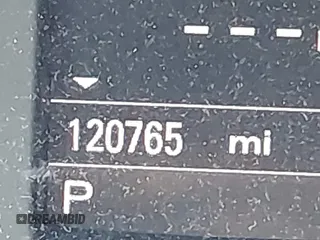 ----
120765 mi
P
DREAMBID